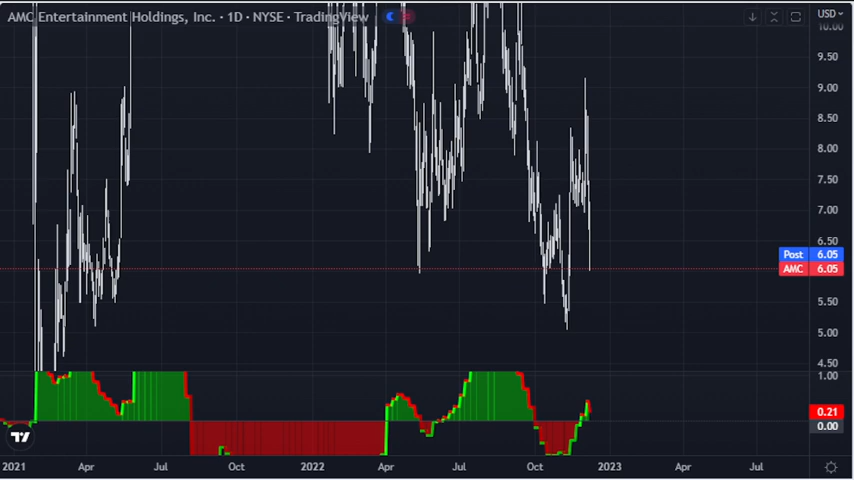 AMC Entertainment Holdings, Inc. · 1D · NYSE · TradingView
USD
10.00
9.50
9.00
8.50
8.00
7.50
7.00
6.50
Post 6.05
AMC 6.05
5.50
5.00
4.50
1.00
0.21
0.00
2021 Apr Jul Oct 2022 Apr Jul Oct 2023 Apr Jul